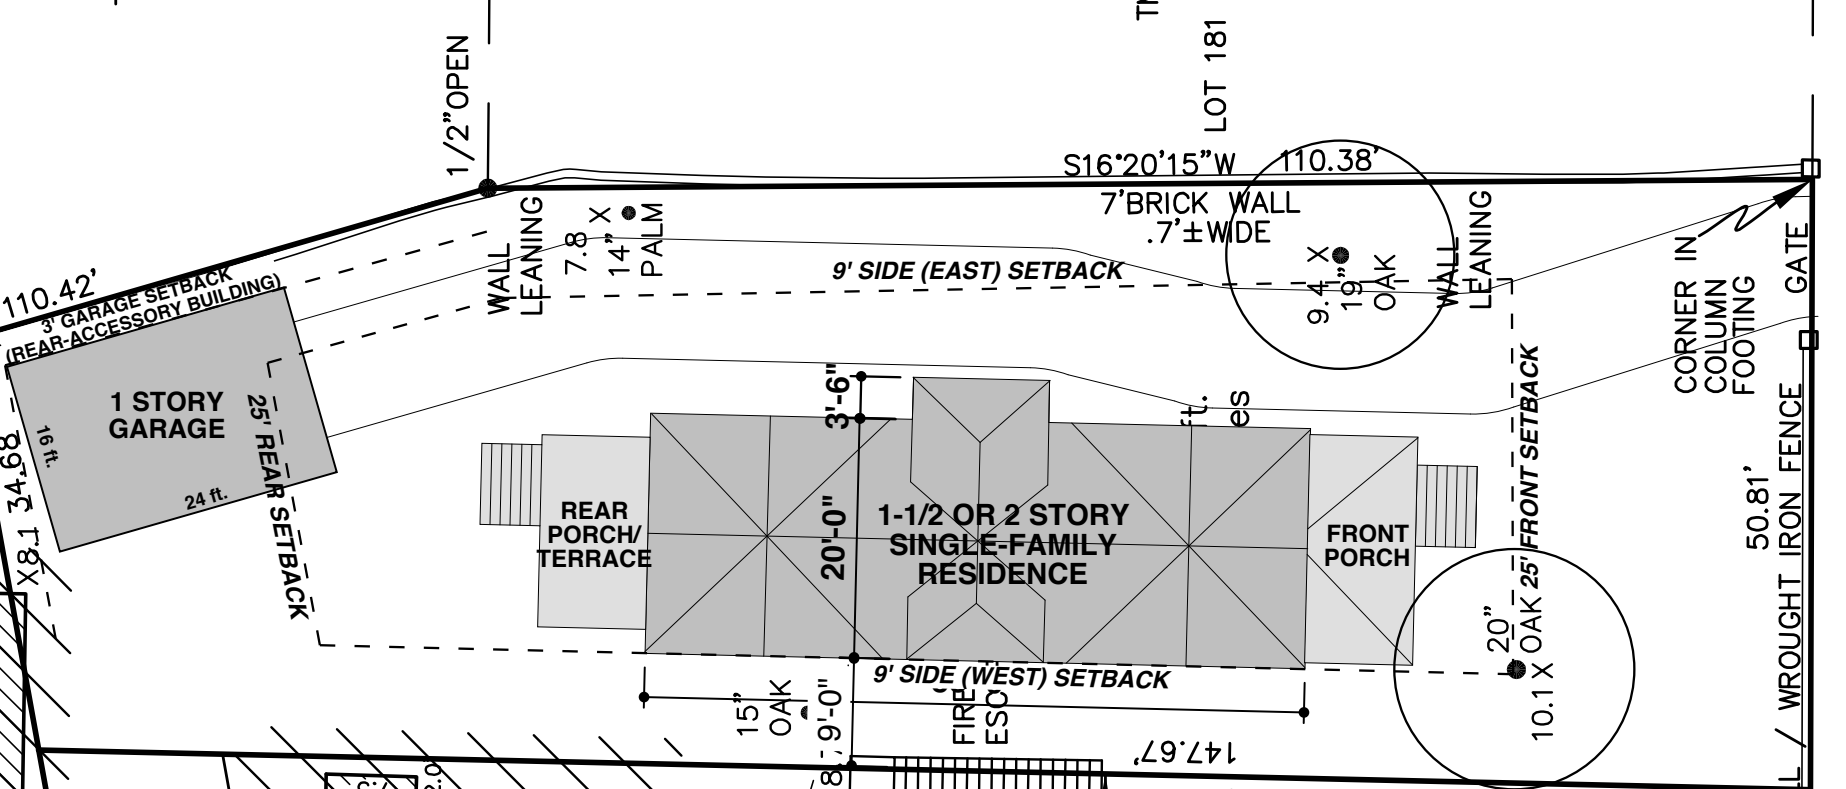 1/2"OPEN
LOT 181
S16°20'15"W 110.38'
7'BRICK WALL
.7'±WIDE
WALL
LEANING
7.8 X
14"
PALM
9' SIDE (EAST) SETBACK
9.4 X
19"
OAK
WALL
LEANING
CORNER IN
COLUMN
FOOTING
GATE
110.42'
3' GARAGE SETBACK
(REAR-ACCESSORY BUILDING)
1 STORY
GARAGE
16 ft.
24 ft.
34.68
X8.1
25' REAR SETBACK
3'-6"
20'-0"
REAR
PORCH/
TERRACE
1-1/2 OR 2 STORY
SINGLE-FAMILY
RESIDENCE
FRONT
PORCH
25' FRONT SETBACK
50.81'
WROUGHT IRON FENCE
20"
OAK
10.1 X
9' SIDE (WEST) SETBACK
15"
OAK
9'-0"
FIRE
147.67'